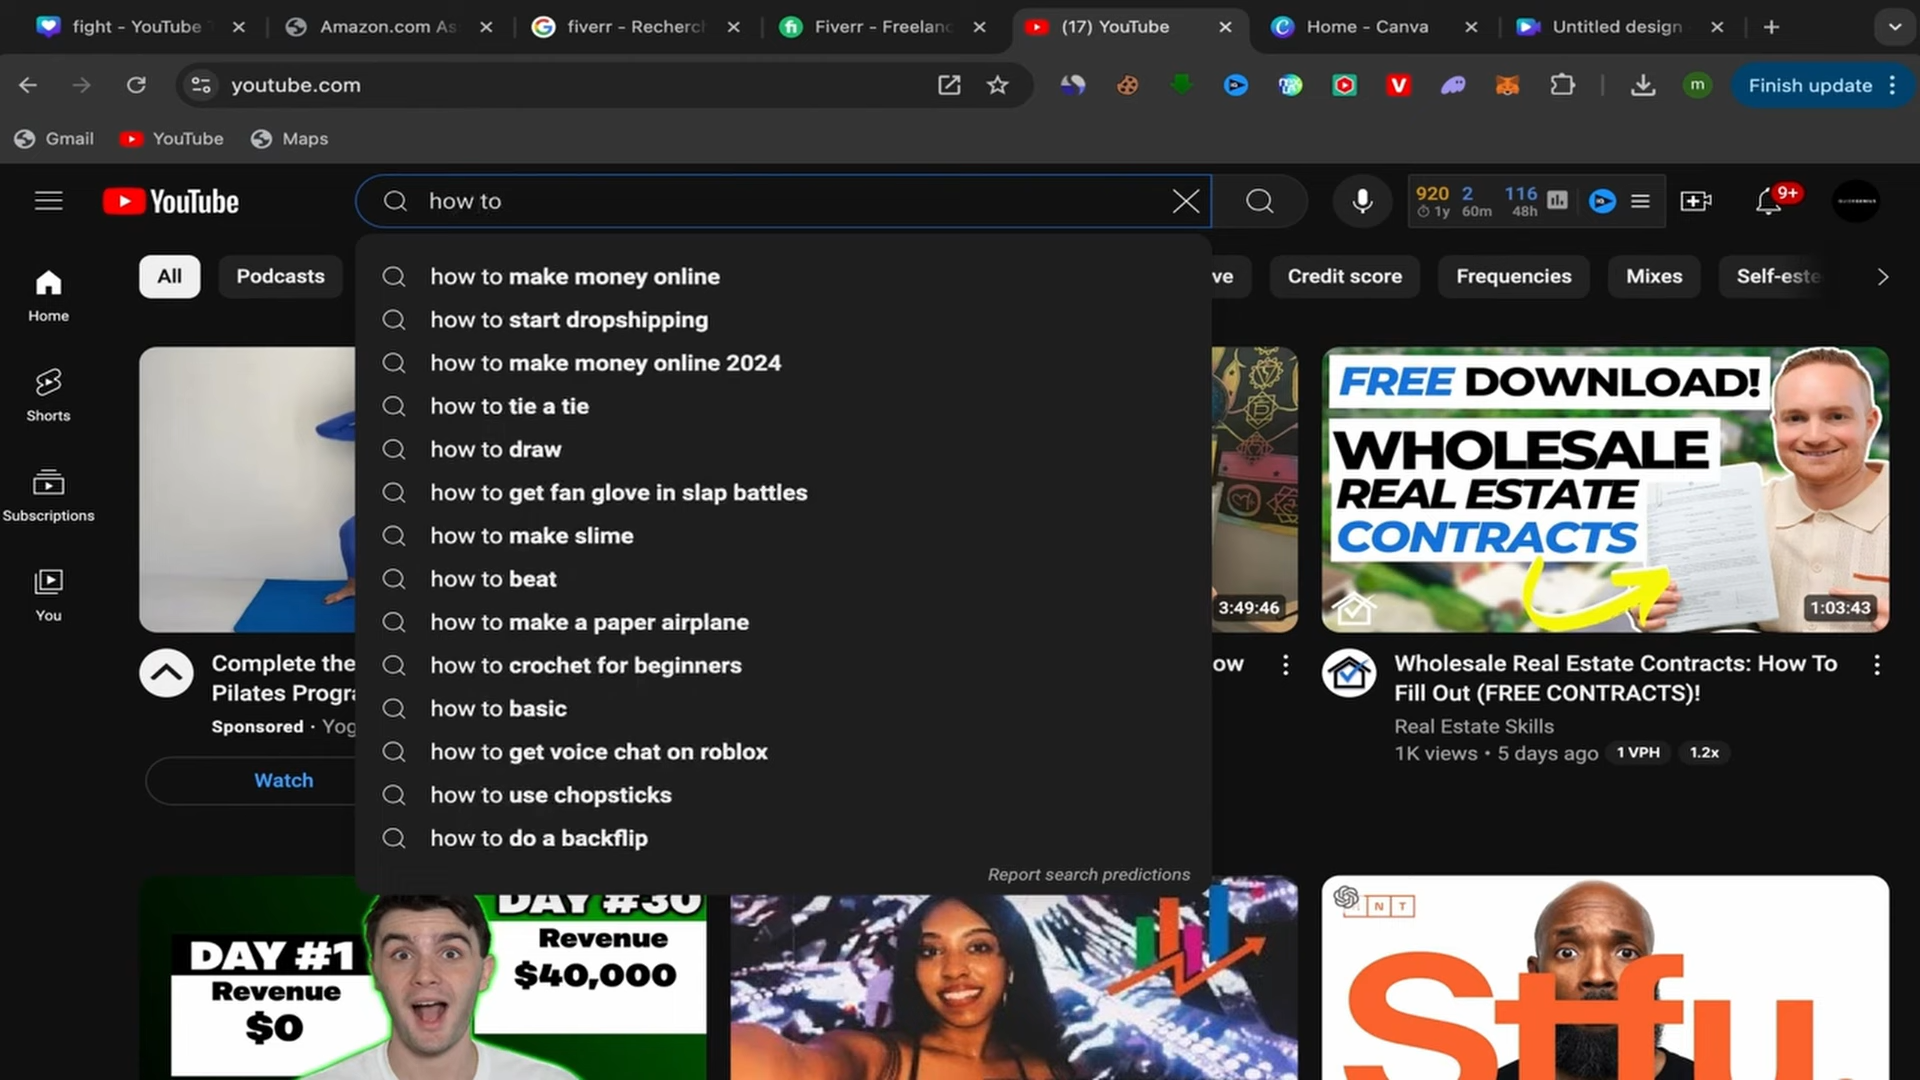 fight - YouTube
Amazon.com As
fiverr - Recherch
Fiverr - Freelanc
(17) YouTube
Home - Canva
Untitled design
youtube.com
m
Finish update
Gmail
YouTube
Maps
YouTube
how to
920 2 116
1y 60m 48h
9+
All
Podcasts
ve
Credit score
Frequencies
Mixes
Self-este
how to make money online
how to start dropshipping
how to make money online 2024
how to tie a tie
how to draw
how to get fan glove in slap battles
how to make slime
how to beat
how to make a paper airplane
how to crochet for beginners
how to basic
how to get voice chat on roblox
how to use chopsticks
how to do a backflip
Report search predictions
Home
Shorts
Subscriptions
You
Complete the
Pilates Progra
Sponsored · Yog
Watch
3:49:46
ow
FREE DOWNLOAD!
WHOLESALE
REAL ESTATE
CONTRACTS
1:03:43
Wholesale Real Estate Contracts: How To
Fill Out (FREE CONTRACTS)!
Real Estate Skills
1K views • 5 days ago 1 VPH 1.2x
DAY #1
Revenue
$0
DAY #30
Revenue
$40,000
NT
Stfu.